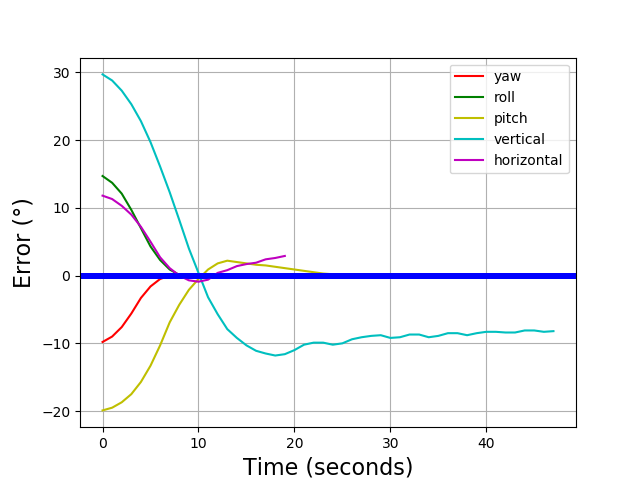 30
20
10
0
−10
−20
Error (°)
0
10
20
30
40
Time (seconds)
yaw
roll
pitch
vertical
horizontal